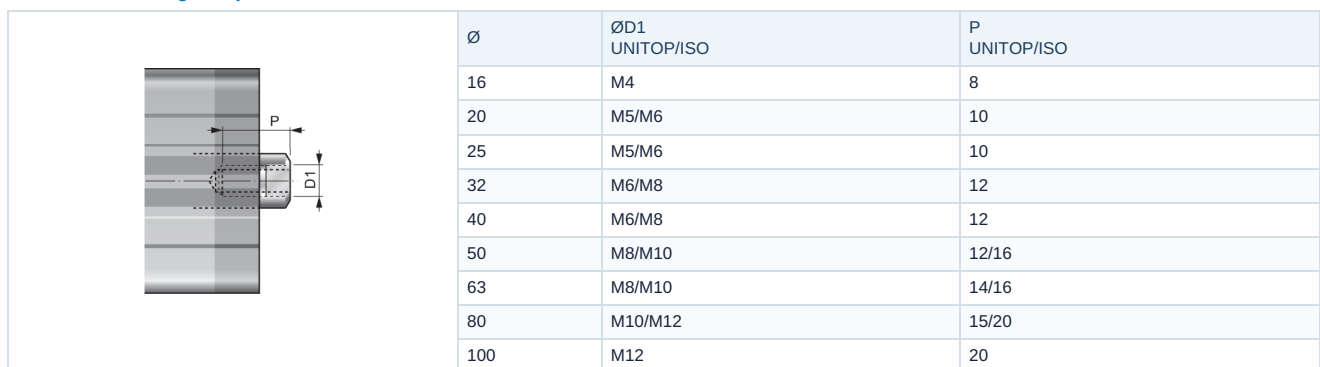 P
D1
Ø
ØD1
UNITOP/ISO
P
UNITOP/ISO
16 M4 8
20 M5/M6 10
25 M5/M6 10
32 M6/M8 12
40 M6/M8 12
50 M8/M10 12/16
63 M8/M10 14/16
80 M10/M12 15/20
100 M12 20